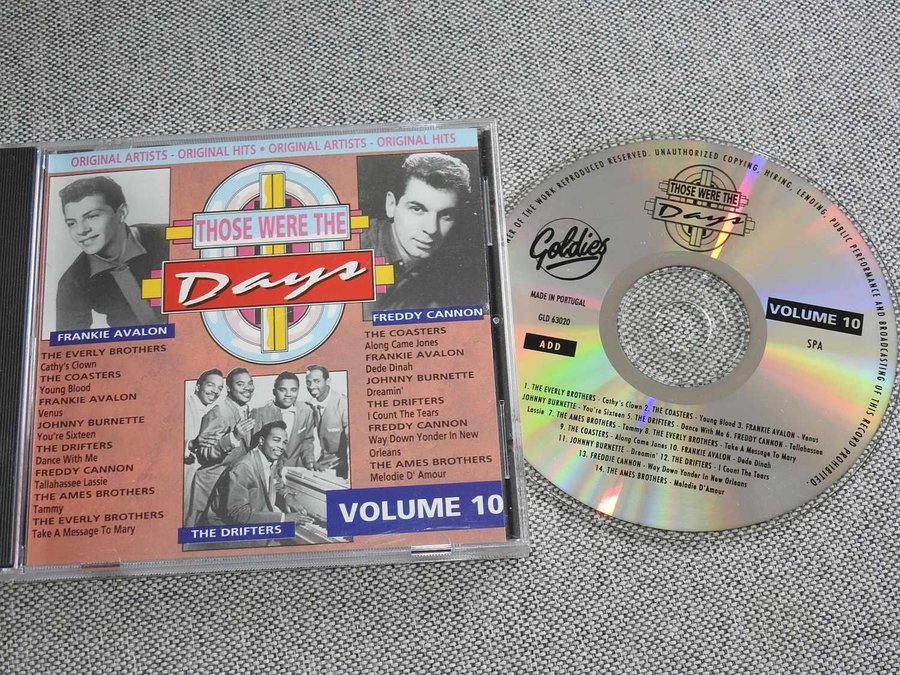 ORIGINAL ARTISTS - ORIGINAL HITS • ORIGINAL ARTISTS - ORIGINAL HITS
THOSE WERE THE
Days
FRANKIE AVALON
FREDDY CANNON
THE EVERLY BROTHERS
Cathy's Clown
THE COASTERS
Young Blood
FRANKIE AVALON
Venus
JOHNNY BURNETTE
You're Sixteen
THE DRIFTERS
Dance With Me
FREDDY CANNON
Tallahassee Lassie
THE AMES BROTHERS
Tammy
THE EVERLY BROTHERS
Take A Message To Mary
THE COASTERS
Along Came Jones
FRANKIE AVALON
Dede Dinah
JOHNNY BURNETTE
Dreamin'
THE DRIFTERS
I Count The Tears
FREDDY CANNON
Way Down Yonder In New
Orleans
THE AMES BROTHERS
Melodie D' Amour
THE DRIFTERS
VOLUME 10
OF THE WORK REPRODUCED RESERVED. UNAUTHORIZED COPYING, HIRING, LENDING, PUBLIC PERFORMANCE AND BROADCASTING OF THIS RECORD PROHIBITED.
THOSE WERE THE
Days
Goldies
MADE IN PORTUGAL
GLD 63020
ADD
VOLUME 10
SPA
1. THE EVERLY BROTHERS - Cathy's Clown 2. THE COASTERS - Young Blood 3. FRANKIE AVALON - Venus
JOHNNY BURNETTE - You're Sixteen 5. THE DRIFTERS - Dance With Me 6. FREDDY CANNON - Tallahassee
Lassie 7. THE AMES BROTHERS - Tammy 8. THE EVERLY BROTHERS - Take A Message To Mary
9. THE COASTERS - Along Came Jones 10. FRANKIE AVALON - Dede Dinah
11. JOHNNY BURNETTE - Dreamin' 12. THE DRIFTERS - I Count The Tears
13. FREDDIE CANNON - Way Down Yonder In New Orleans
14. THE AMES BROTHERS - Melodie D'Amour